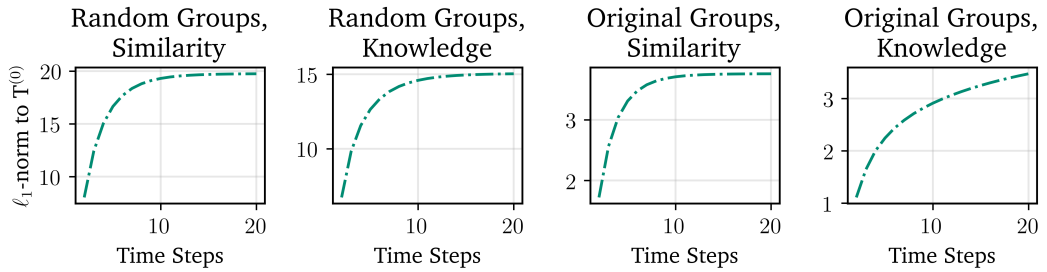 Random Groups,
Similarity
ℓ₁-norm to T⁽⁰⁾
20
15
10
10
20
Time Steps
Random Groups,
Knowledge
15
10
10
20
Time Steps
Original Groups,
Similarity
3
2
10
20
Time Steps
Original Groups,
Knowledge
3
2
1
10
20
Time Steps